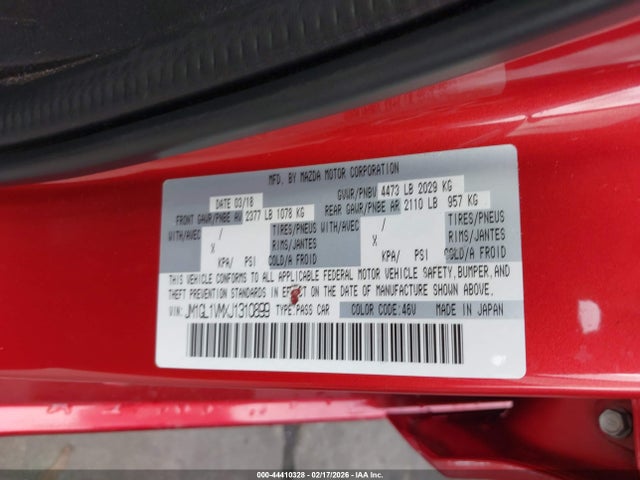 MFD. BY MAZDA MOTOR CORPORATION
DATE 03/18 GVWR/PNBV 4473 LB 2029 KG
FRONT GAWR/PNBE AV 2377 LB 1078 KG REAR GAWR/PNBE AR 2110 LB 957 KG
WITH/AVEC / TIRES/PNEUS WITH/AVEC / TIRES/PNEUS
X RIMS/JANTES X RIMS/JANTES
KPA/ PSI COLD/A FROID KPA/ PSI COLD/A FROID
THIS VEHICLE CONFORMS TO ALL APPLICABLE FEDERAL MOTOR VEHICLE SAFETY, BUMPER, AND
THEFT PREVENTION STANDARDS IN EFFECT ON THE DATE OF MANUFACTURE SHOWN ABOVE.
VIN: JM1GL1VMXJ1310899 TYPE:PASS CAR COLOR CODE:46V MADE IN JAPAN
000-44410328 - 02/17/2026 - IAA Inc.